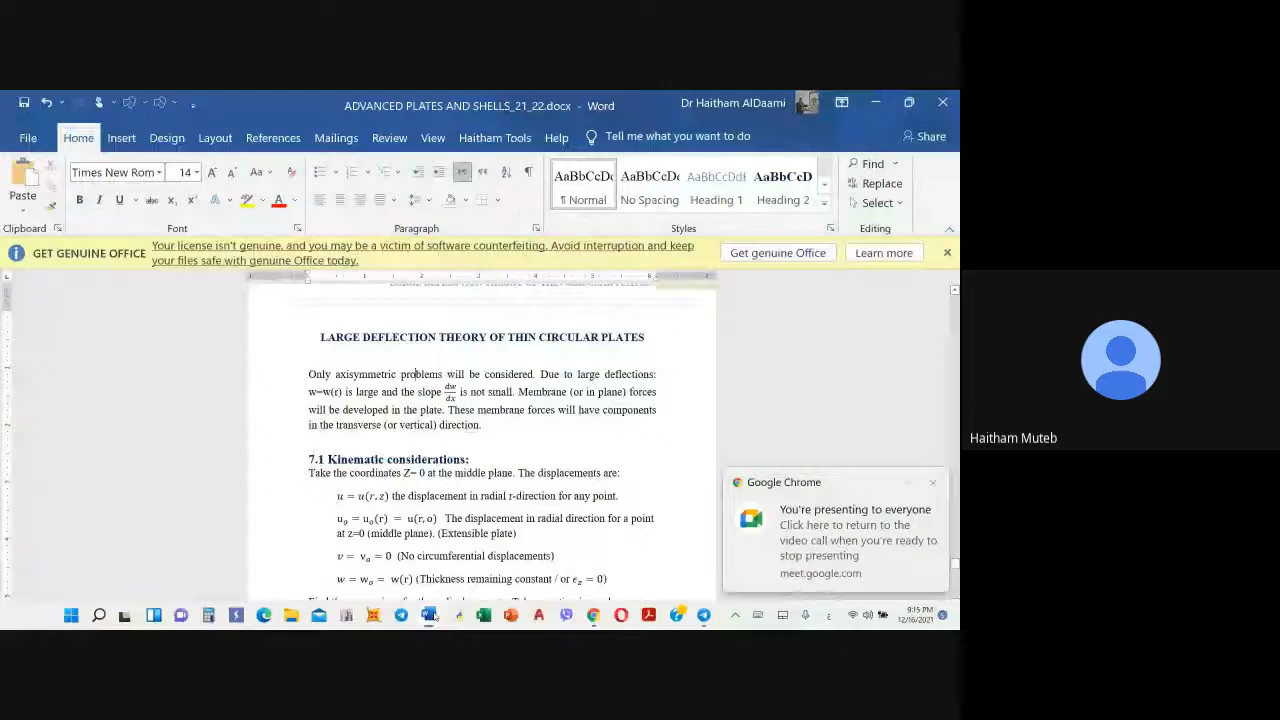 ADVANCED PLATES AND SHELLS_21_22.docx - Word
Dr Haitham AlDaami
File Home Insert Design Layout References Mailings Review View Haitham Tools Help Tell me what you want to do Share
Times New Rom 14 Aa
Paste
B I U abc x₂ x² A A
AaBbCcDc AaBbCcDc AaBbCcDdE AaBbCcD
¶ Normal No Spacing Heading 1 Heading 2
Find
Replace
Select
Clipboard Font Paragraph Styles Editing
GET GENUINE OFFICE Your license isn't genuine, and you may be a victim of software counterfeiting. Avoid interruption and keep
your files safe with genuine Office today.
Get genuine Office Learn more
LARGE DEFLECTION THEORY OF THIN CIRCULAR PLATES
Only axisymmetric problems will be considered. Due to large deflections:
w=w(r) is large and the slope dw/dx is not small. Membrane (or in plane) forces
will be developed in the plate. These membrane forces will have components
in the transverse (or vertical) direction.
7.1 Kinematic considerations:
Take the coordinates Z= 0 at the middle plane. The displacements are:
u = u(r, z) the displacement in radial r-direction for any point.
uₒ = uₒ(r) = u(r,o) The displacement in radial direction for a point
at z=0 (middle plane). (Extensible plate)
v = vₒ = 0 (No circumferential displacements)
w = wₒ = w(r) (Thickness remaining constant / or ϵ_z = 0)
Google Chrome
You're presenting to everyone
Click here to return to the
video call when you're ready to
stop presenting
meet.google.com
Haitham Muteb
9:15 PM
12/16/2021